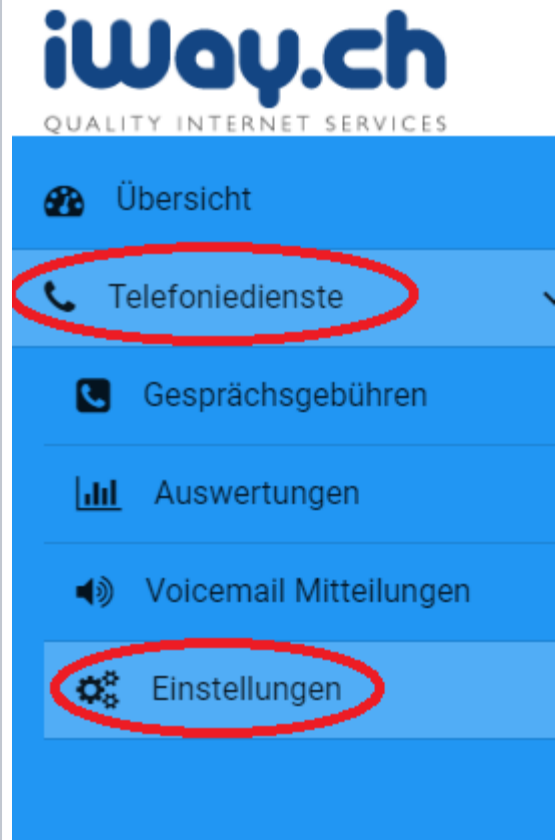 iway.ch
QUALITY INTERNET SERVICES
Übersicht
Telefoniedienste
Gesprächsgebühren
Auswertungen
Voicemail Mitteilungen
Einstellungen